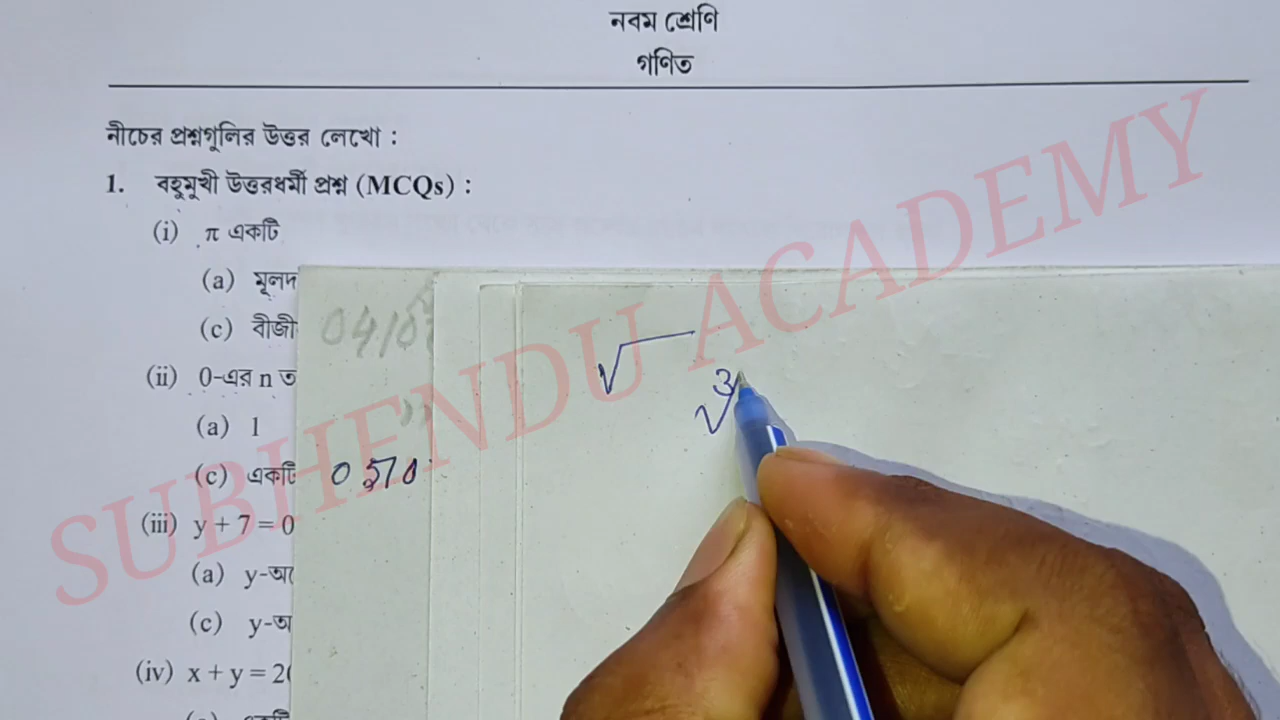 নবম শ্রেণি
গণিত
নীচের প্রশ্নগুলির উত্তর লেখো :
1. বহুমুখী উত্তরধর্মী প্রশ্ন (MCQs) :
(i) π একটি
(a) মূলদ
(c) বীজী
(ii) 0-এর n ত
(a) 1
(c) একটি
(iii) y + 7 = 0
(a) y-অ
(c) y-অ
(iv) x + y = 2
√
3√
SUBHENDU ACADEMY